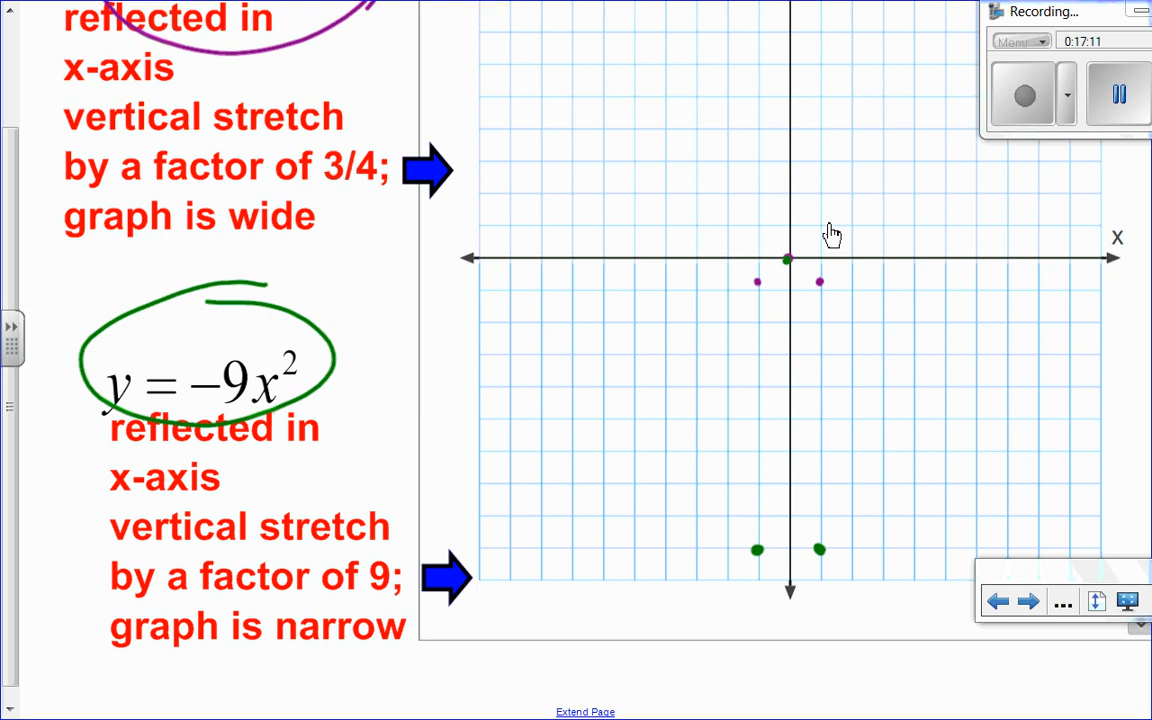 reflected in
x-axis
vertical stretch
by a factor of 3/4;
graph is wide
y = −9x²
reflected in
x-axis
vertical stretch
by a factor of 9;
graph is narrow
x
Recording...
Menu
0:17:11
...
Extend Page